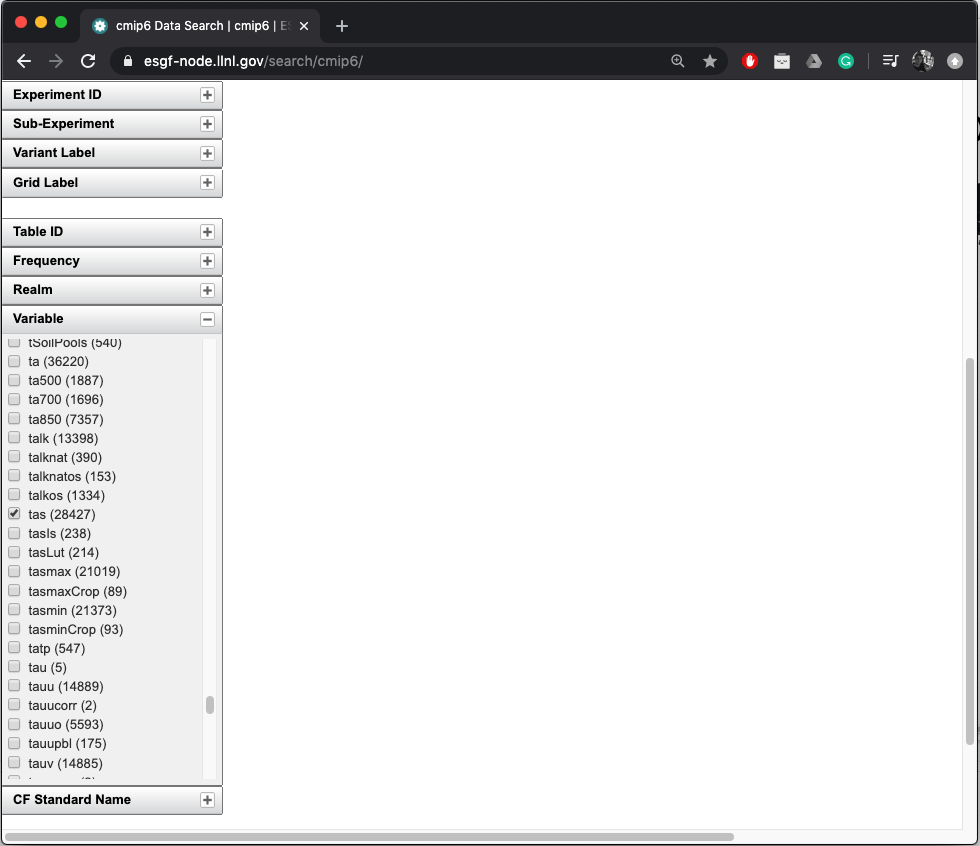 cmip6 Data Search | cmip6 | ES
esgf-node.llnl.gov/search/cmip6/
Experiment ID
Sub-Experiment
Variant Label
Grid Label
Table ID
Frequency
Realm
Variable
tSoilPools (540)
ta (36220)
ta500 (1887)
ta700 (1696)
ta850 (7357)
talk (13398)
talknat (390)
talknatos (153)
talkos (1334)
tas (28427)
tasIs (238)
tasLut (214)
tasmax (21019)
tasmaxCrop (89)
tasmin (21373)
tasminCrop (93)
tatp (547)
tau (5)
tauu (14889)
tauucorr (2)
tauuo (5593)
tauupbl (175)
tauv (14885)
CF Standard Name